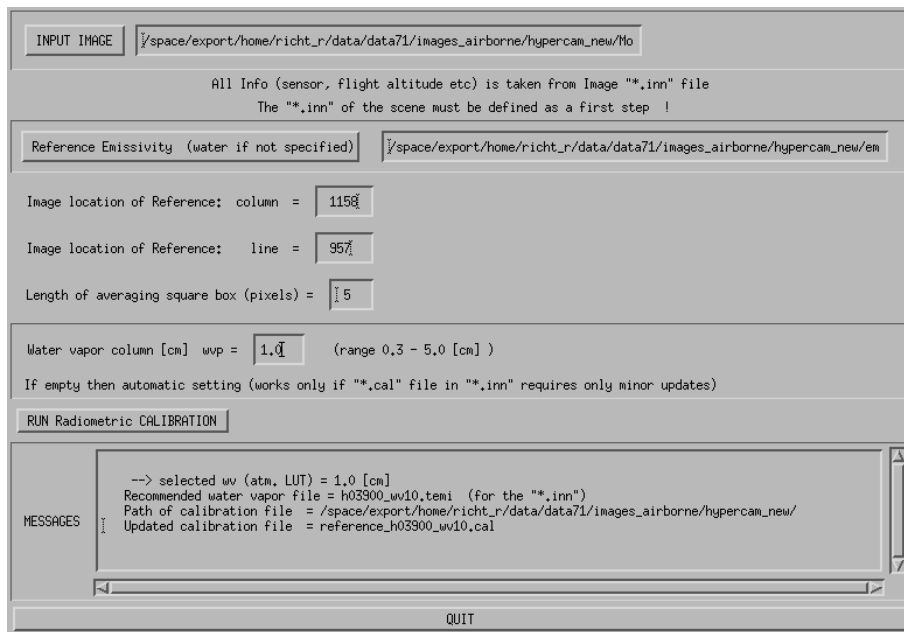 INPUT IMAGE /space/export/home/richt_r/data/data71/images_airborne/hypercam_new/Mo
All Info (sensor, flight altitude etc) is taken from Image "*.inn" file
The "*.inn" of the scene must be defined as a first step !
Reference Emissivity (water if not specified) /space/export/home/richt_r/data/data71/images_airborne/hypercam_new/em
Image location of Reference: column = 1158
Image location of Reference: line = 957
Length of averaging square box (pixels) = 5
Water vapor column [cm] wvp = 1.0 (range 0.3 - 5.0 [cm] )
If empty then automatic setting (works only if "*.cal" file in "*.inn" requires only minor updates)
RUN Radiometric CALIBRATION
MESSAGES
--> selected wv (atm. LUT) = 1.0 [cm]
Recommended water vapor file = h03900_wv10.temi (for the "*.inn")
Path of calibration file = /space/export/home/richt_r/data/data71/images_airborne/hypercam_new/
Updated calibration file = reference_h03900_wv10.cal
QUIT